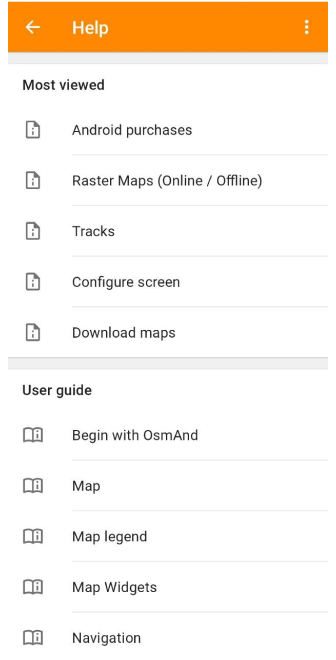 Help
Most viewed
Android purchases
Raster Maps (Online / Offline)
Tracks
Configure screen
Download maps
User guide
Begin with OsmAnd
Map
Map legend
Map Widgets
Navigation